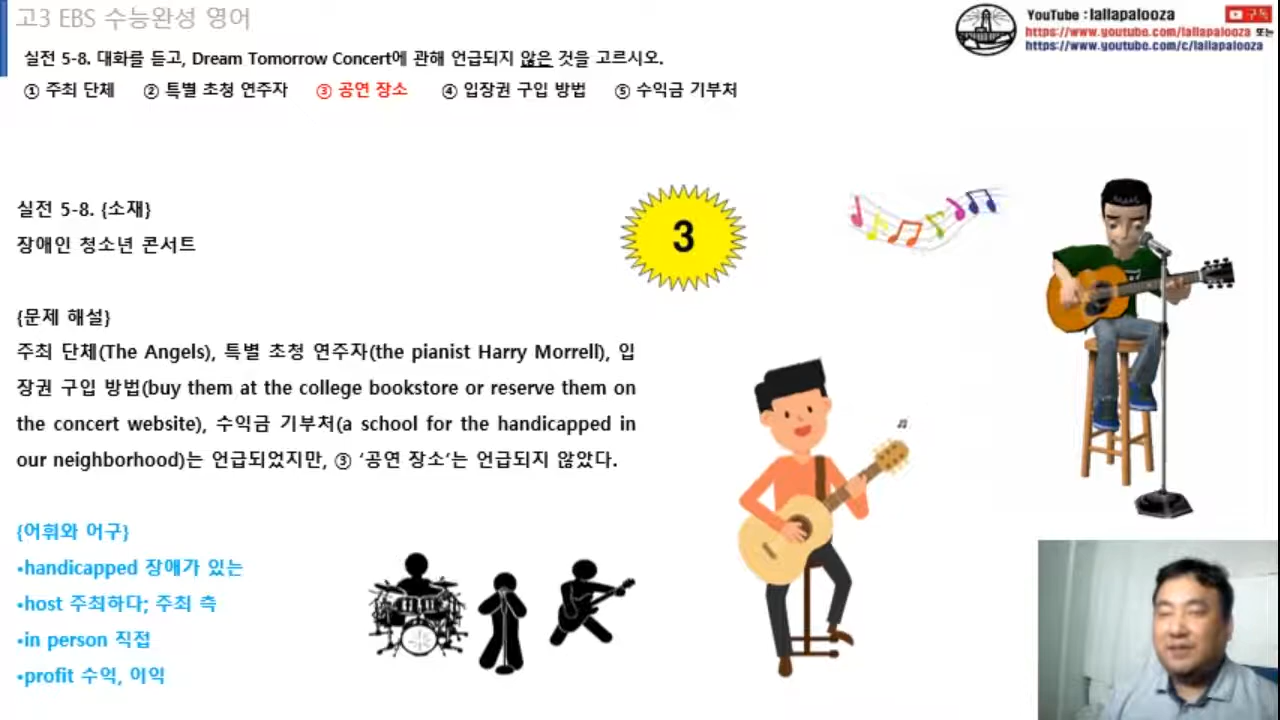 고3 EBS 수능완성 영어
YouTube : lallapalooza
구독
https://www.youtube.com/lallapalooza 또는
https://www.youtube.com/c/lallapalooza
실전 5-8. 대화를 듣고, Dream Tomorrow Concert에 관해 언급되지 않은 것을 고르시오.
① 주최 단체 ② 특별 초청 연주자 ③ 공연 장소 ④ 입장권 구입 방법 ⑤ 수익금 기부처
실전 5-8. {소재}
장애인 청소년 콘서트
3
{문제 해설}
주최 단체(The Angels), 특별 초청 연주자(the pianist Harry Morrell), 입
장권 구입 방법(buy them at the college bookstore or reserve them on
the concert website), 수익금 기부처(a school for the handicapped in
our neighborhood)는 언급되었지만, ③ ‘공연 장소’는 언급되지 않았다.
{어휘와 어구}
•handicapped 장애가 있는
•host 주최하다; 주최 측
•in person 직접
•profit 수익, 이익